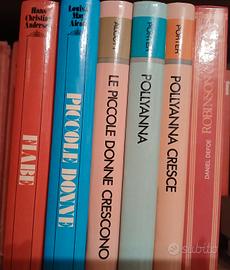 Hans
Christian
Andersen
FIABE
Louisa
May
Alcott
PICCOLE DONNE
ALCOTT
LE PICCOLE DONNE CRESCONO
PORTER
POLLYANNA
PORTER
POLLYANNA CRESCE
DANIEL DEFOE
ROBINSON
subito